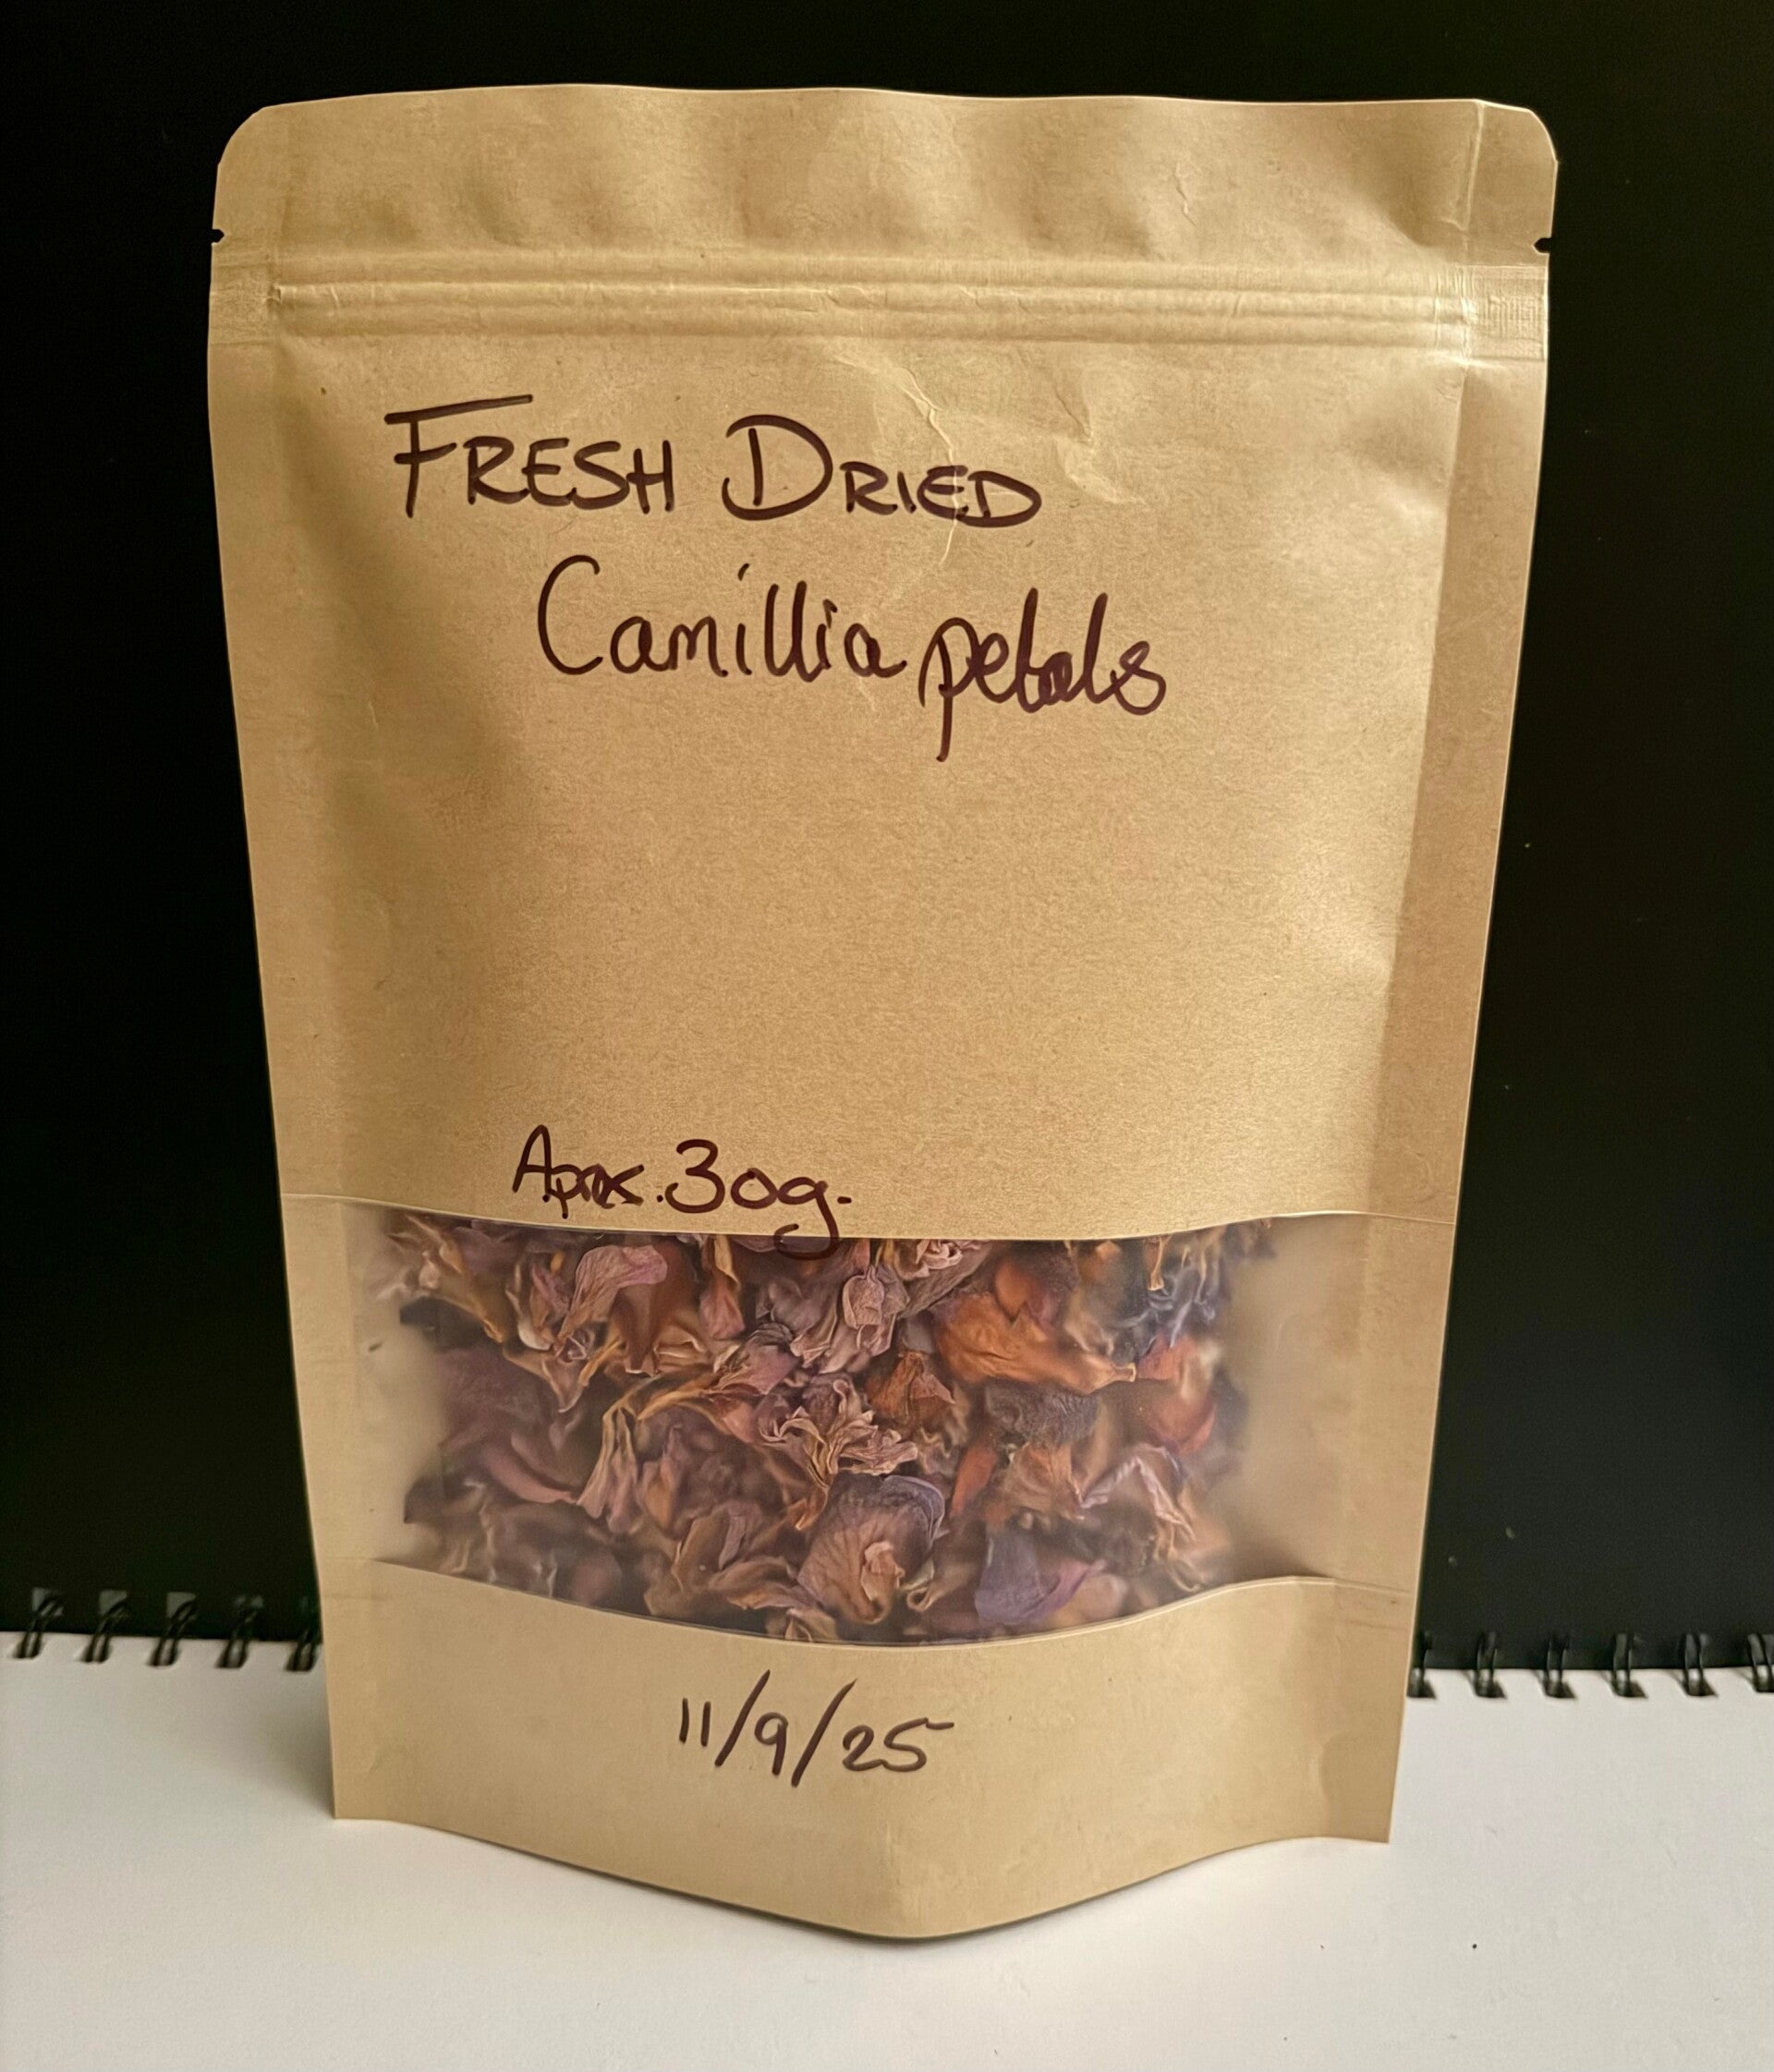 FRESH DRIED
Camillia petals
Aprox. 30g.
11/9/25